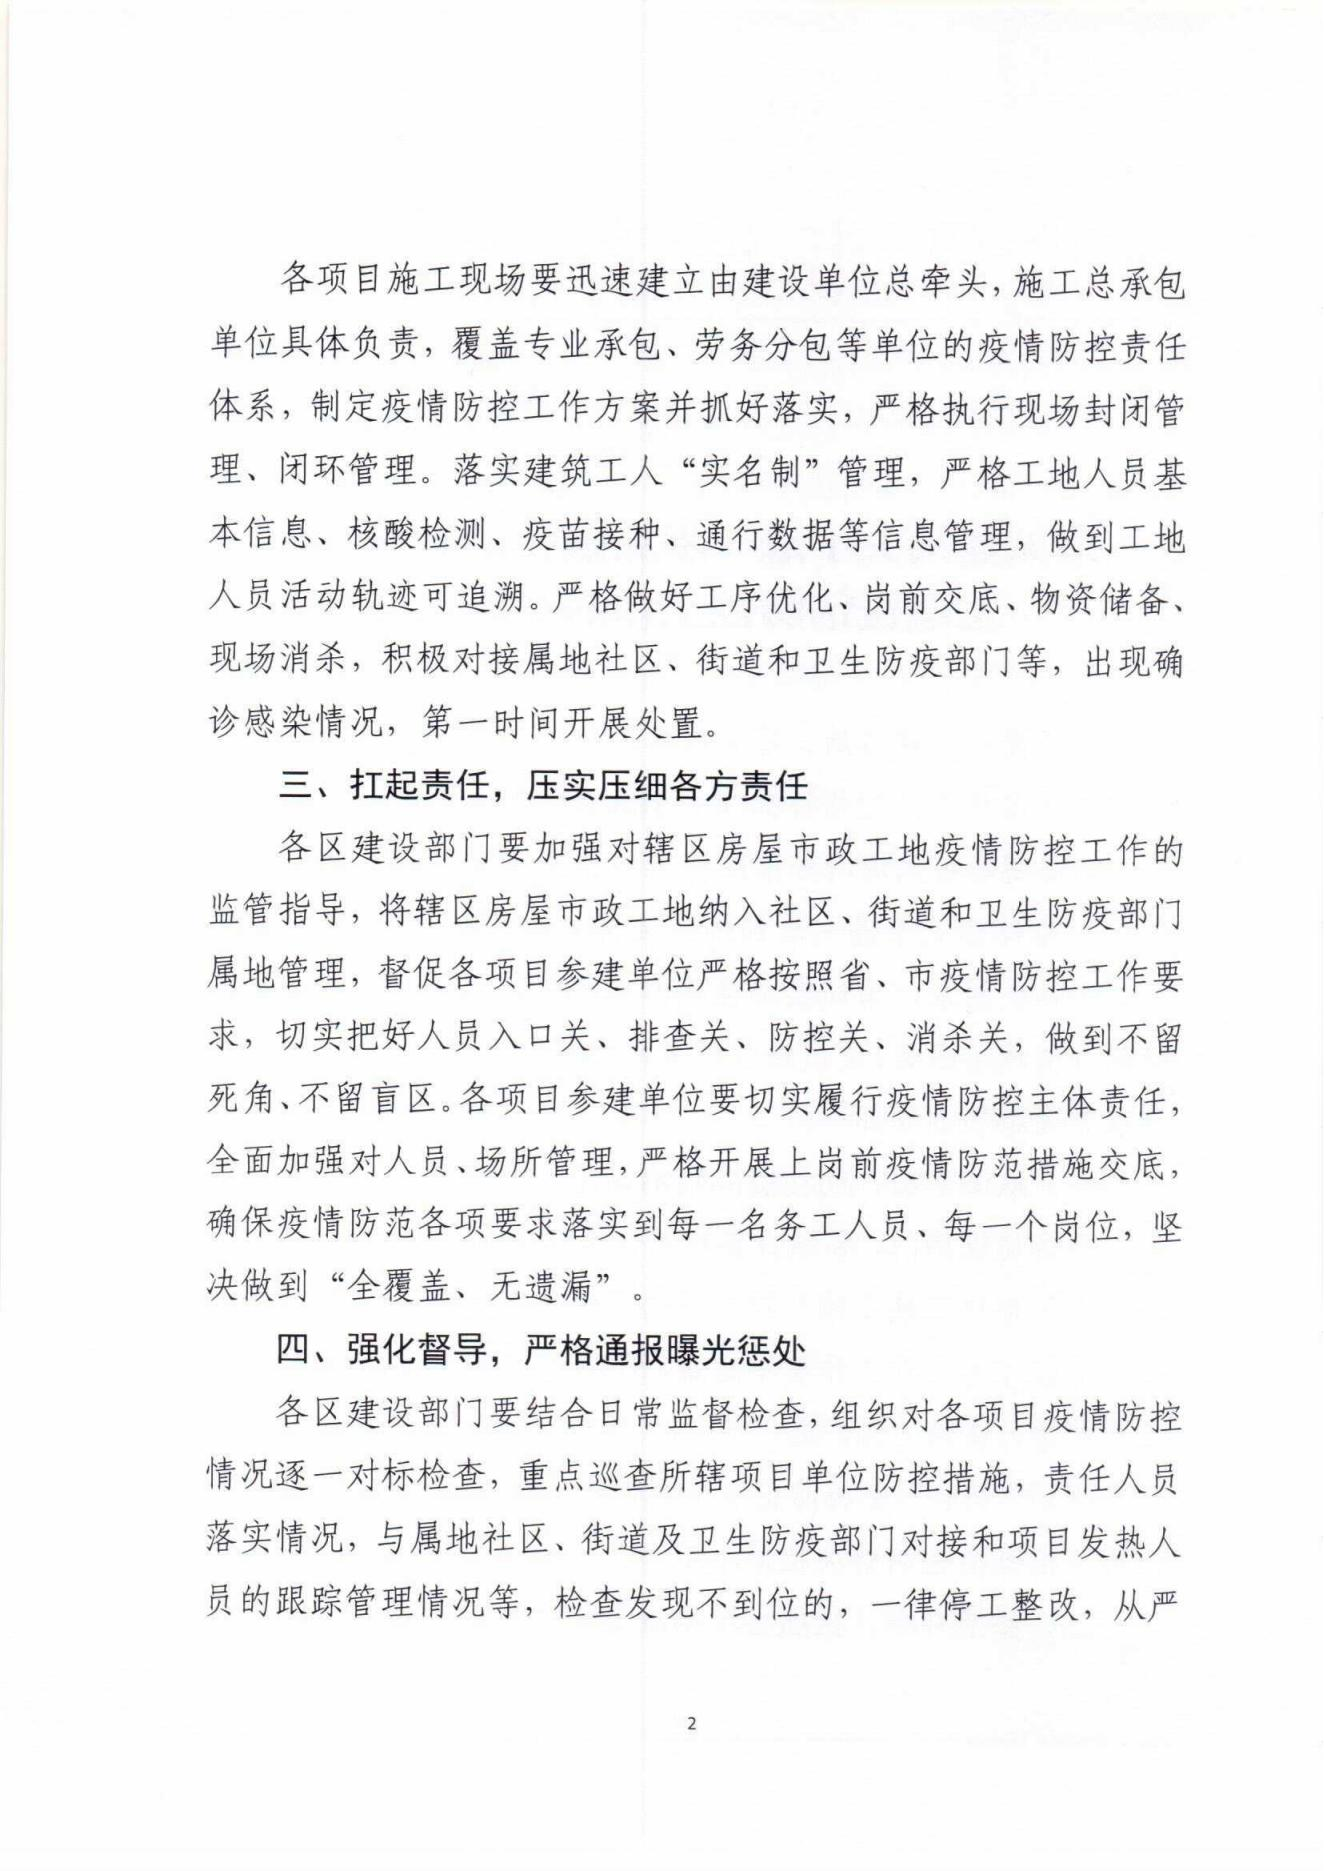 各项目施工现场要迅速建立由建设单位总牵头，施工总承包
单位具体负责，覆盖专业承包、劳务分包等单位的疫情防控责任
体系，制定疫情防控工作方案并抓好落实，严格执行现场封闭管
理、闭环管理。落实建筑工人“实名制”管理，严格工地人员基
本信息、核酸检测、疫苗接种、通行数据等信息管理，做到工地
人员活动轨迹可追溯。严格做好工序优化、岗前交底、物资储备、
现场消杀，积极对接属地社区、街道和卫生防疫部门等，出现确
诊感染情况，第一时间开展处置。
三、扛起责任，压实压细各方责任
各区建设部门要加强对辖区房屋市政工地疫情防控工作的
监管指导，将辖区房屋市政工地纳入社区、街道和卫生防疫部门
属地管理，督促各项目参建单位严格按照省、市疫情防控工作要
求，切实把好人员入口关、排查关、防控关、消杀关，做到不留
死角、不留盲区。各项目参建单位要切实履行疫情防控主体责任，
全面加强对人员、场所管理，严格开展上岗前疫情防范措施交底，
确保疫情防范各项要求落实到每一名务工人员、每一个岗位，坚
决做到“全覆盖、无遗漏”。
四、强化督导，严格通报曝光惩处
各区建设部门要结合日常监督检查，组织对各项目疫情防控
情况逐一对标检查，重点巡查所辖项目单位防控措施，责任人员
落实情况，与属地社区、街道及卫生防疫部门对接和项目发热人
员的跟踪管理情况等，检查发现不到位的，一律停工整改，从严
2